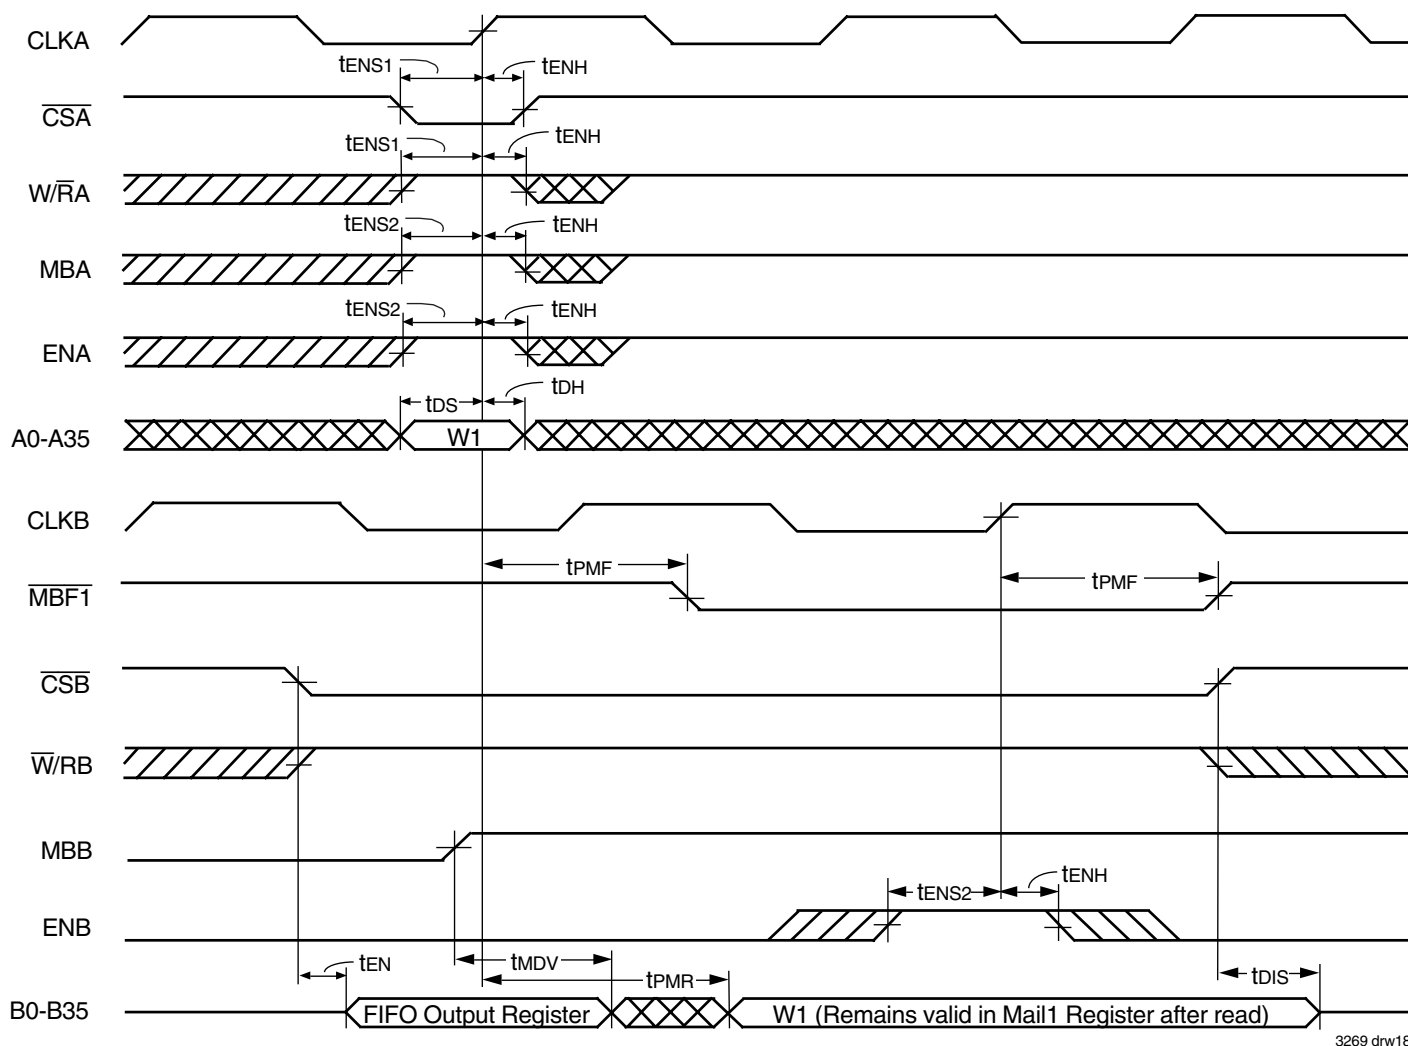 CLKA
tENS1 tENH
CSA
tENS1 tENH
W/RA
tENS2 tENH
MBA
tENS2 tENH
ENA
tDS tDH
A0-A35 W1
CLKB
tPMF tPMF
MBF1
CSB
W/RB
MBB
tENS2 tENH
ENB
tEN tMDV tPMR tDIS
B0-B35 FIFO Output Register W1 (Remains valid in Mail1 Register after read)
3269 drw18